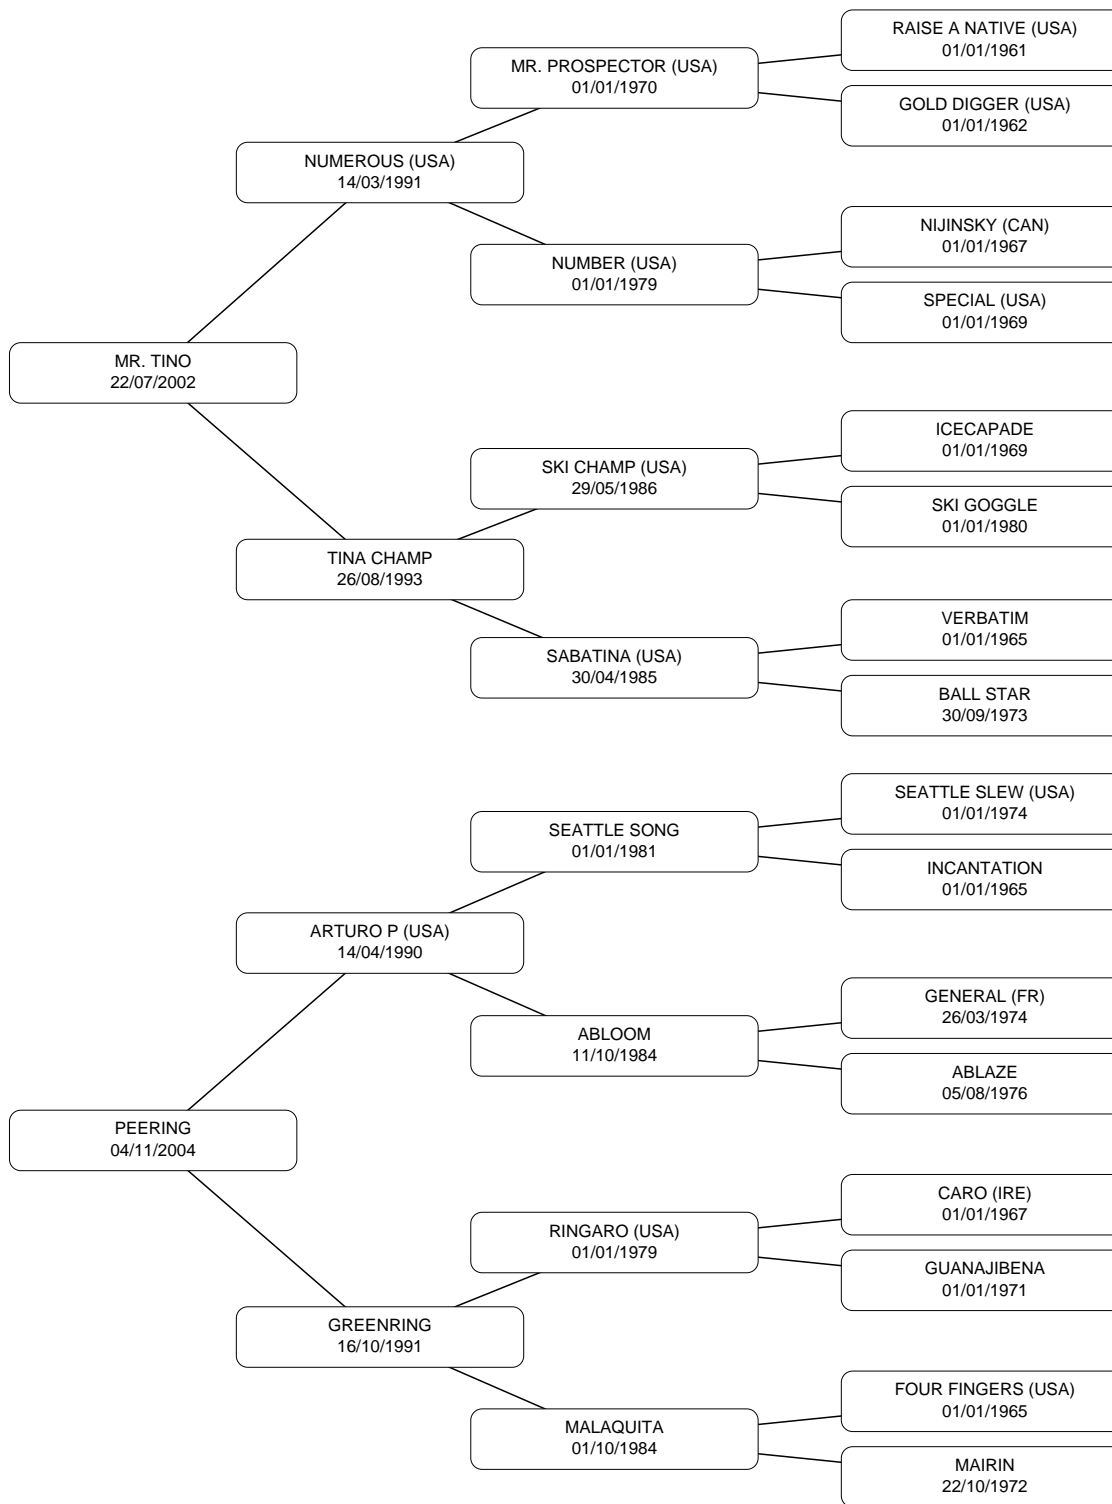 RAISE A NATIVE (USA)
01/01/1961
MR. PROSPECTOR (USA)
01/01/1970
GOLD DIGGER (USA)
01/01/1962
NUMEROUS (USA)
14/03/1991
NIJINSKY (CAN)
01/01/1967
NUMBER (USA)
01/01/1979
SPECIAL (USA)
01/01/1969
MR. TINO
22/07/2002
ICECAPADE
01/01/1969
SKI CHAMP (USA)
29/05/1986
SKI GOGGLE
01/01/1980
TINA CHAMP
26/08/1993
VERBATIM
01/01/1965
SABATINA (USA)
30/04/1985
BALL STAR
30/09/1973
SEATTLE SLEW (USA)
01/01/1974
SEATTLE SONG
01/01/1981
INCANTATION
01/01/1965
ARTURO P (USA)
14/04/1990
GENERAL (FR)
26/03/1974
ABLOOM
11/10/1984
ABLAZE
05/08/1976
PEERING
04/11/2004
CARO (IRE)
01/01/1967
RINGARO (USA)
01/01/1979
GUANAJIBENA
01/01/1971
GREENRING
16/10/1991
FOUR FINGERS (USA)
01/01/1965
MALAQUITA
01/10/1984
MAIRIN
22/10/1972